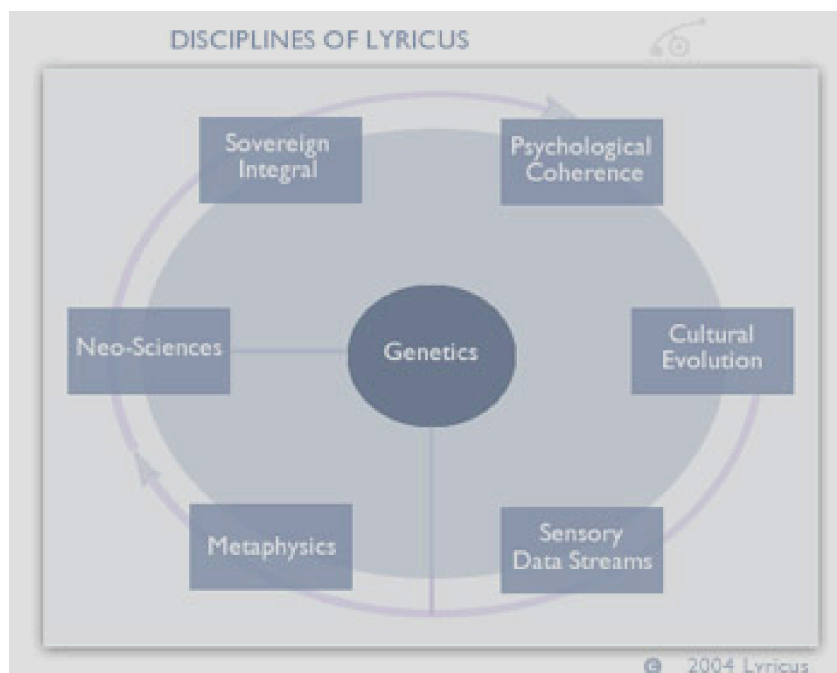 DISCIPLINES OF LYRICUS
Sovereign
Integral
Psychological
Coherence
Neo-Sciences
Genetics
Cultural
Evolution
Metaphysics
Sensory
Data Streams
© 2004 Lyricus